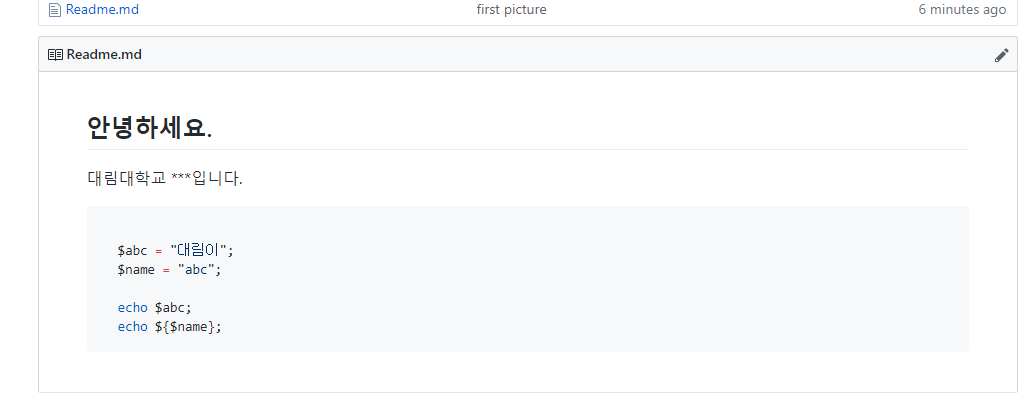 Readme.md first picture 6 minutes ago
Readme.md
안녕하세요.
대림대학교 ***입니다.
$abc = "대림이";
$name = "abc";
echo $abc;
echo ${$name};